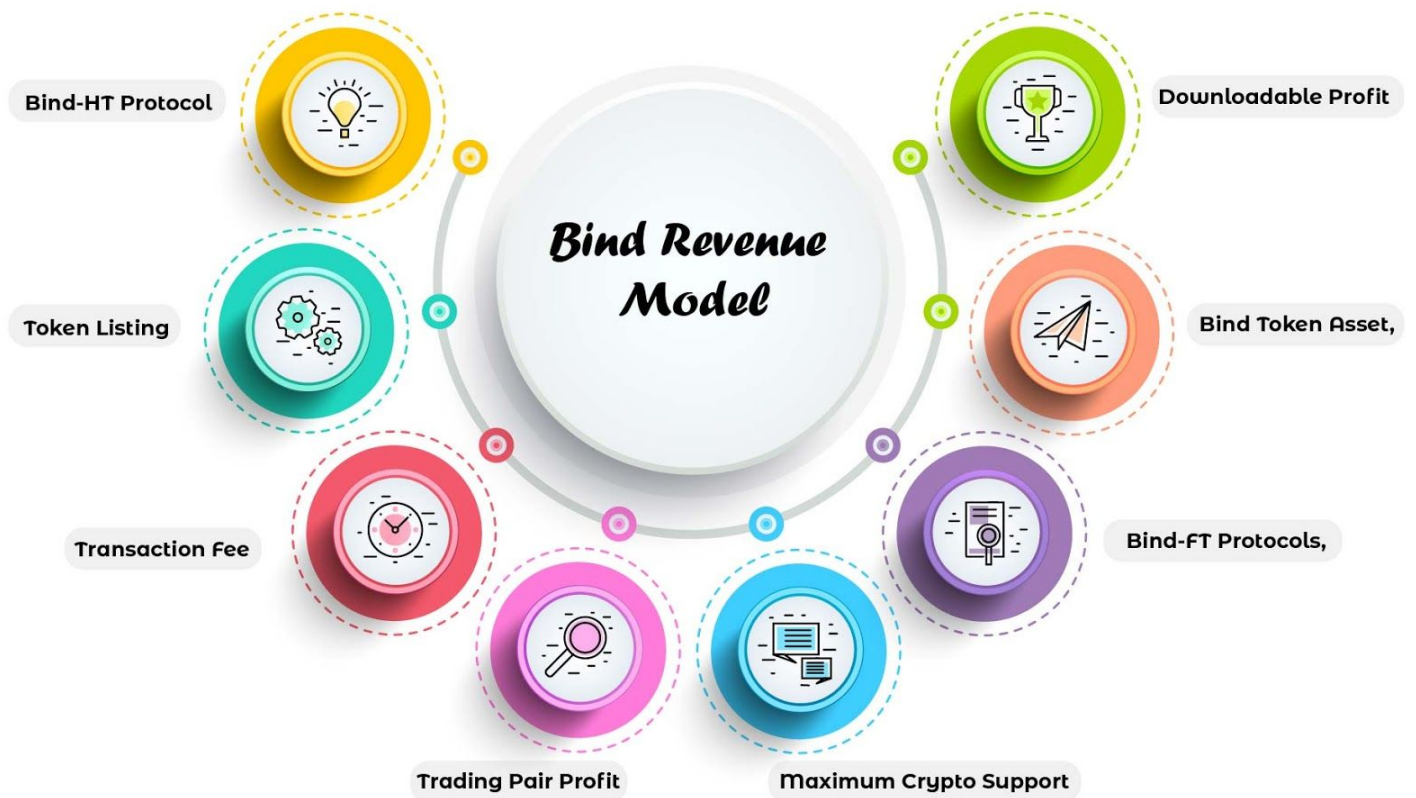 Bind Revenue
Model
Bind-HT Protocol
Token Listing
Transaction Fee
Trading Pair Profit
Maximum Crypto Support
Bind-FT Protocols,
Bind Token Asset,
Downloadable Profit